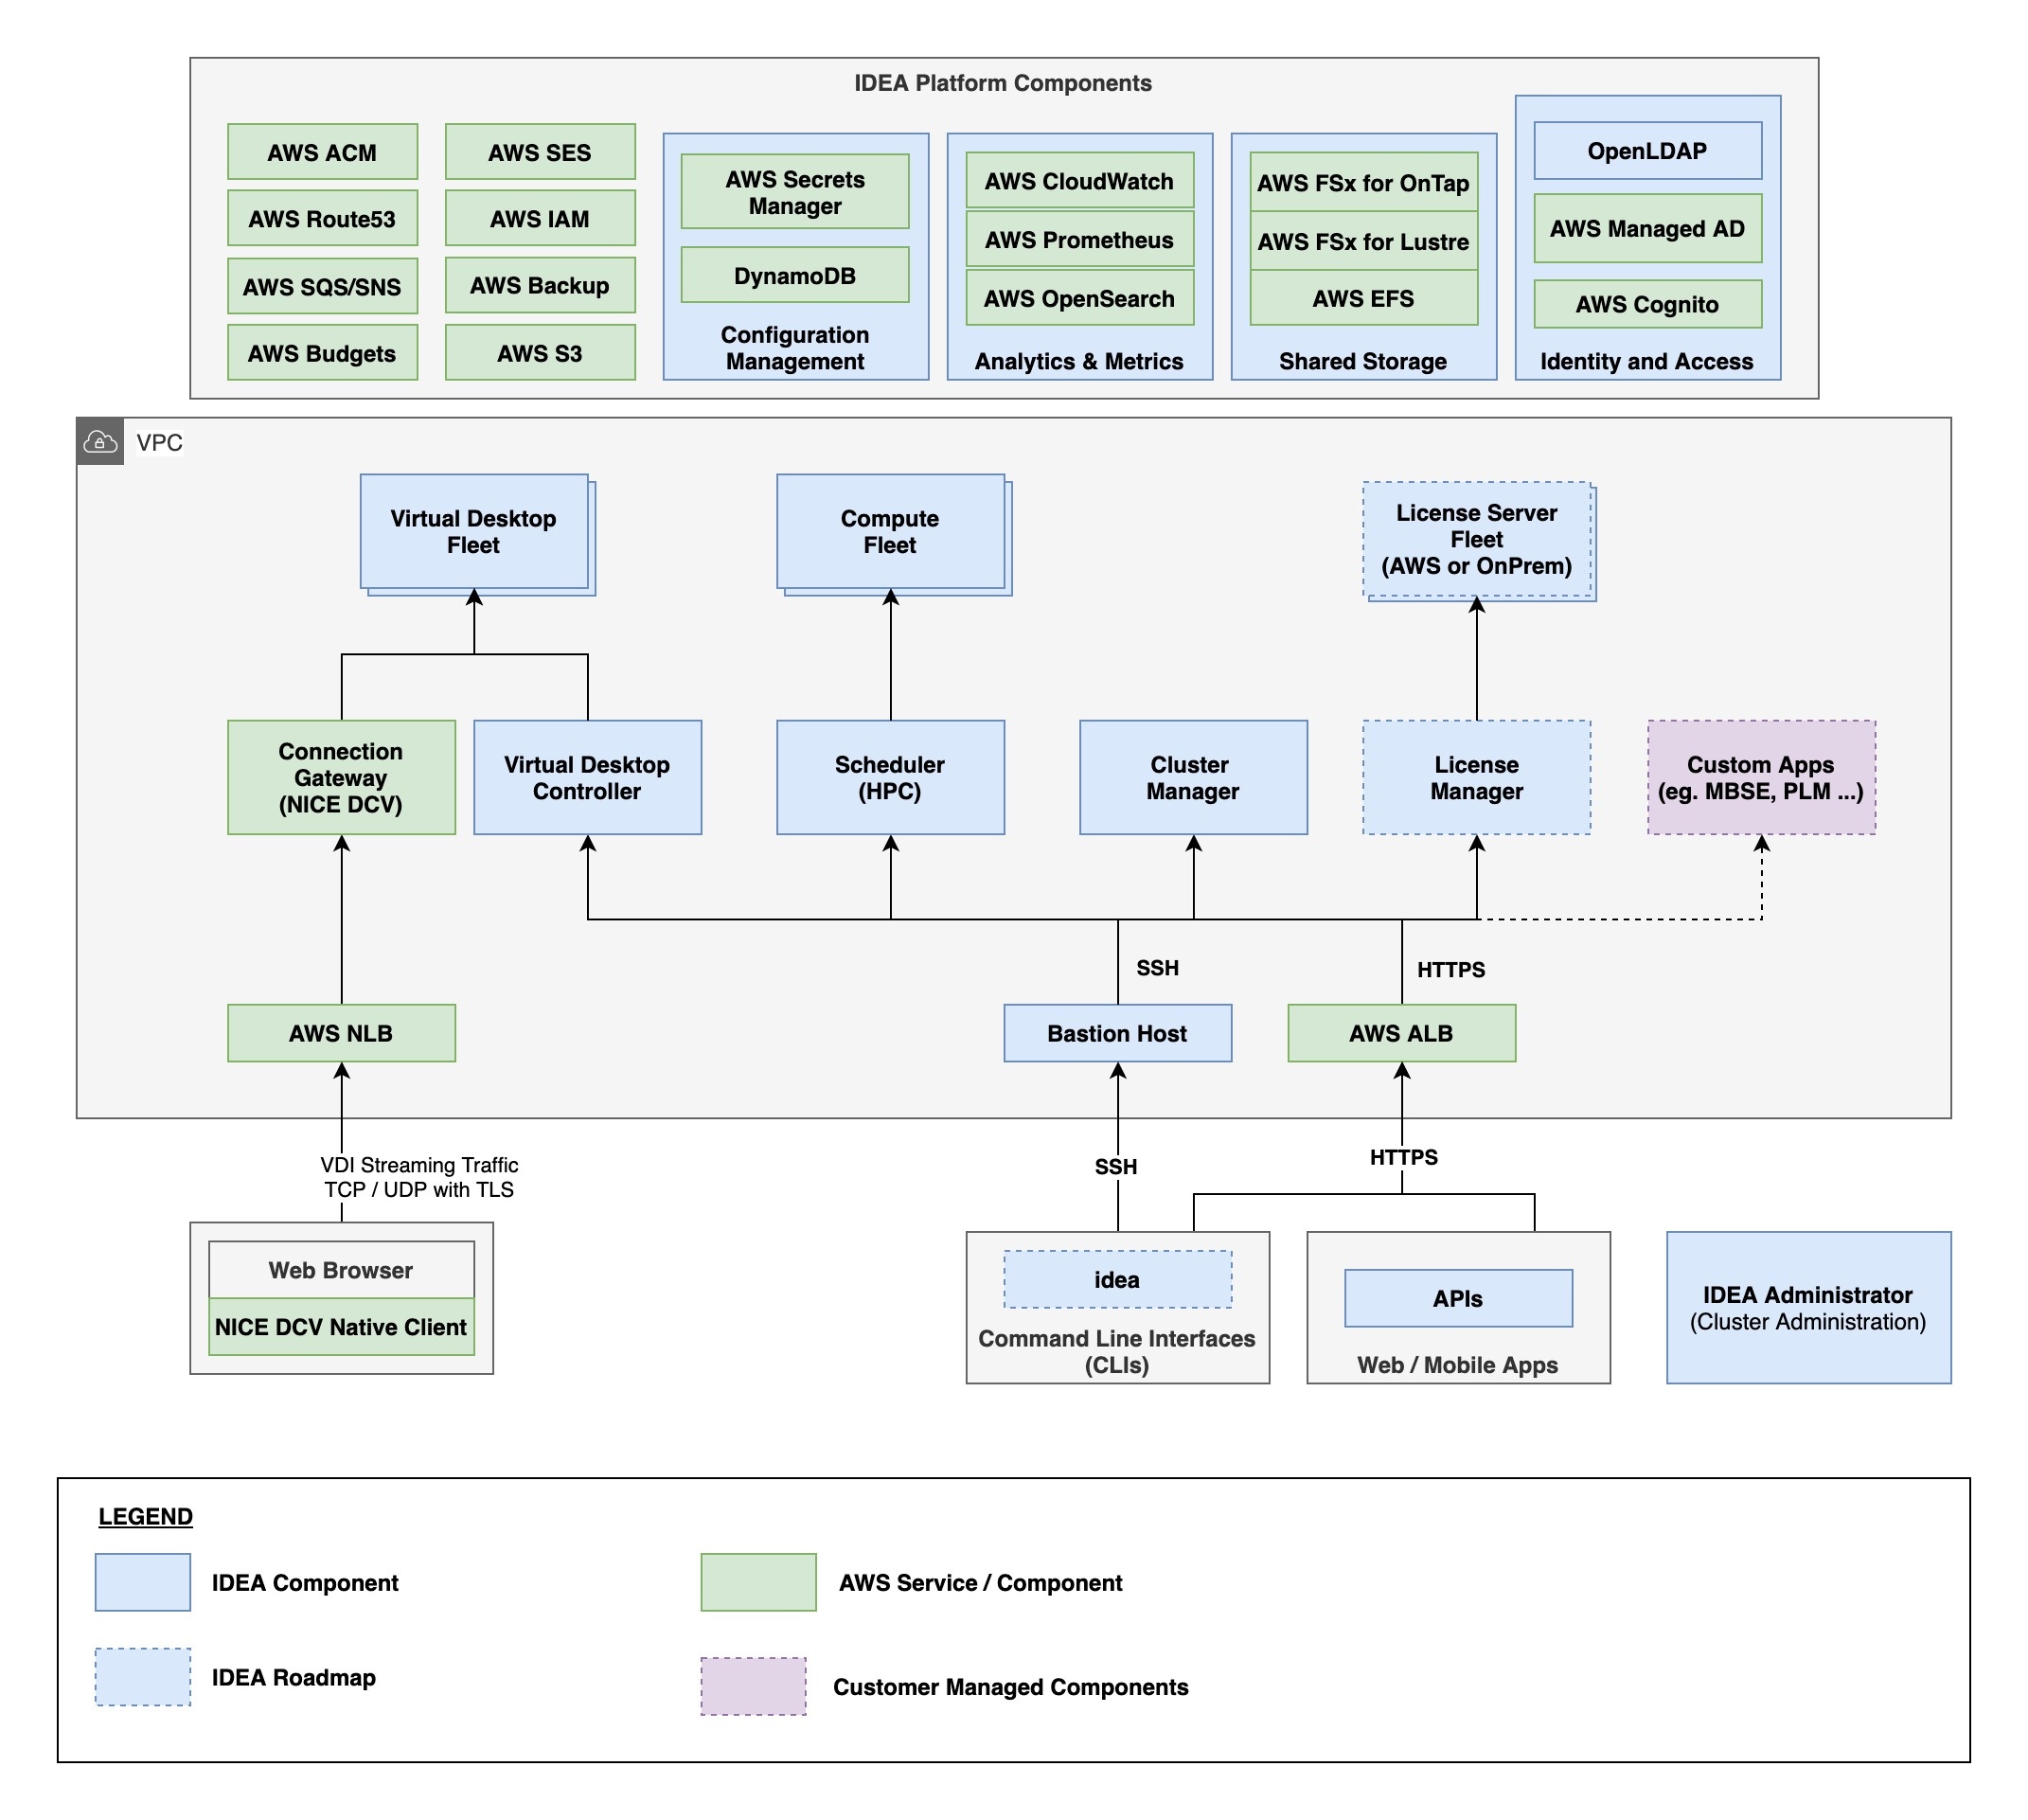 IDEA Platform Components
AWS ACM
AWS SES
AWS Route53
AWS IAM
AWS SQS/SNS
AWS Backup
AWS Budgets
AWS S3
AWS Secrets
Manager
DynamoDB
Configuration
Management
AWS CloudWatch
AWS Prometheus
AWS OpenSearch
Analytics & Metrics
AWS FSx for OnTap
AWS FSx for Lustre
AWS EFS
Shared Storage
OpenLDAP
AWS Managed AD
AWS Cognito
Identity and Access
VPC
Virtual Desktop
Fleet
Compute
Fleet
License Server
Fleet
(AWS or OnPrem)
Connection
Gateway
(NICE DCV)
Virtual Desktop
Controller
Scheduler
(HPC)
Cluster
Manager
License
Manager
Custom Apps
(eg. MBSE, PLM ...)
SSH
HTTPS
AWS NLB
Bastion Host
AWS ALB
VDI Streaming Traffic
TCP / UDP with TLS
SSH
HTTPS
Web Browser
NICE DCV Native Client
idea
Command Line Interfaces
(CLIs)
APIs
Web / Mobile Apps
IDEA Administrator
(Cluster Administration)
LEGEND
IDEA Component
AWS Service / Component
IDEA Roadmap
Customer Managed Components